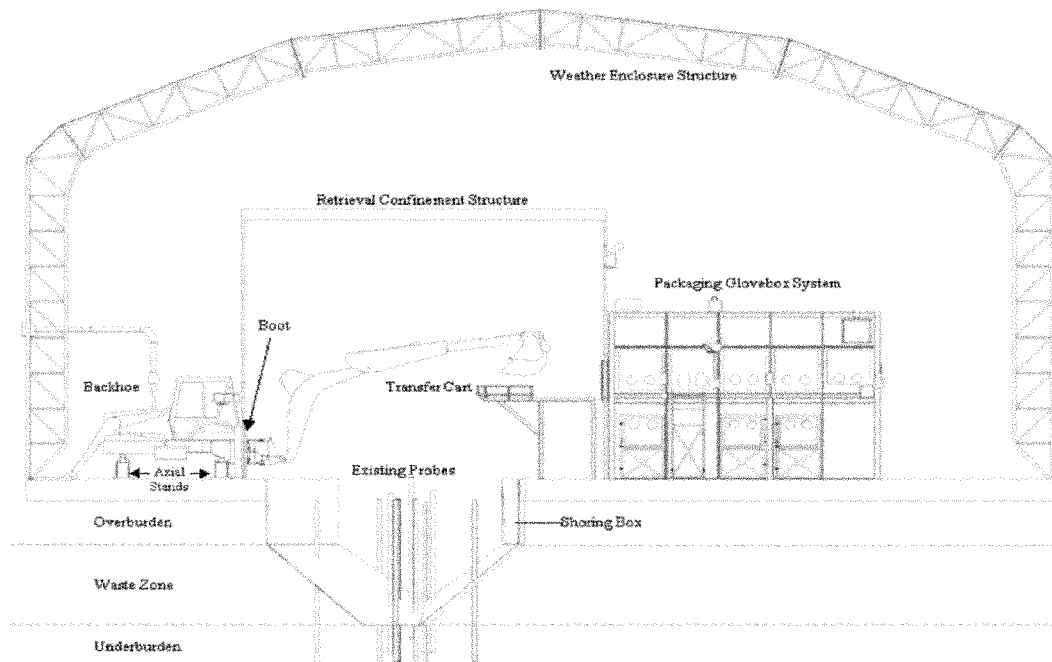 Weather Enclosure Structure
Retrieval Confinement Structure
Packaging Glovebox System
Boot
Backhoe
Transfer Cart
Existing Probes
Axial
Stands
Overburden
Shoring Box
Waste Zone
Underburden